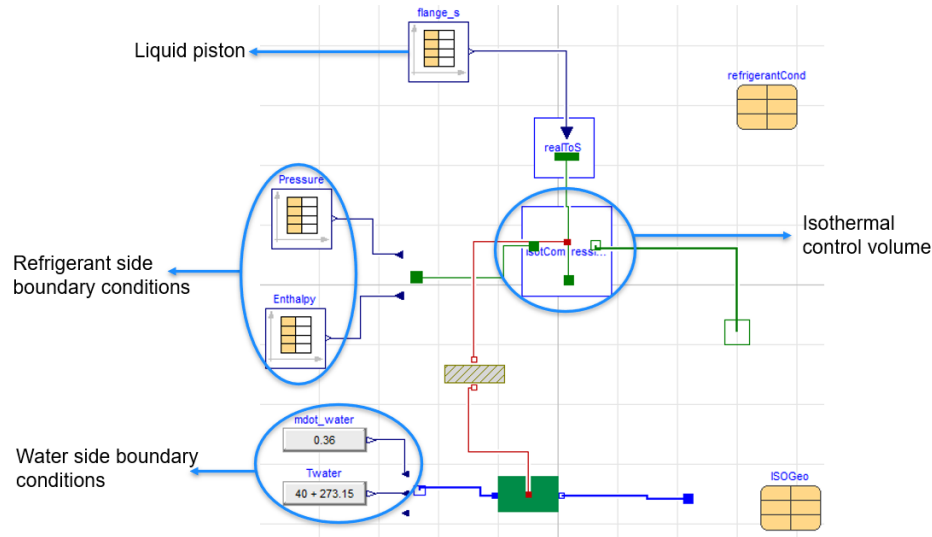 flange_s
Liquid piston
refrigerantCond
realToS
Pressure
Isothermal
control volume
Refrigerant side
boundary conditions
Enthalpy
mdot_water
0.36
Water side boundary
conditions
Twater
40 + 273.15
ISOGeo